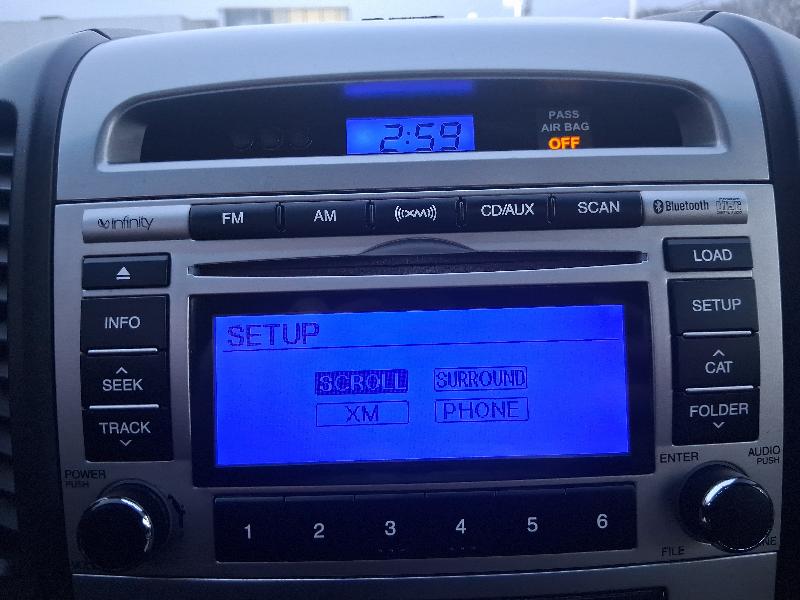 2:59
PASS
AIR BAG
OFF
infinity
FM
AM
((XM))
CD/AUX
SCAN
Bluetooth
LOAD
INFO
SETUP
SEEK
CAT
TRACK
FOLDER
SETUP
SCROLL SURROUND
XM PHONE
POWER
PUSH
ENTER
AUDIO
PUSH
1 2 3 4 5 6
FILE